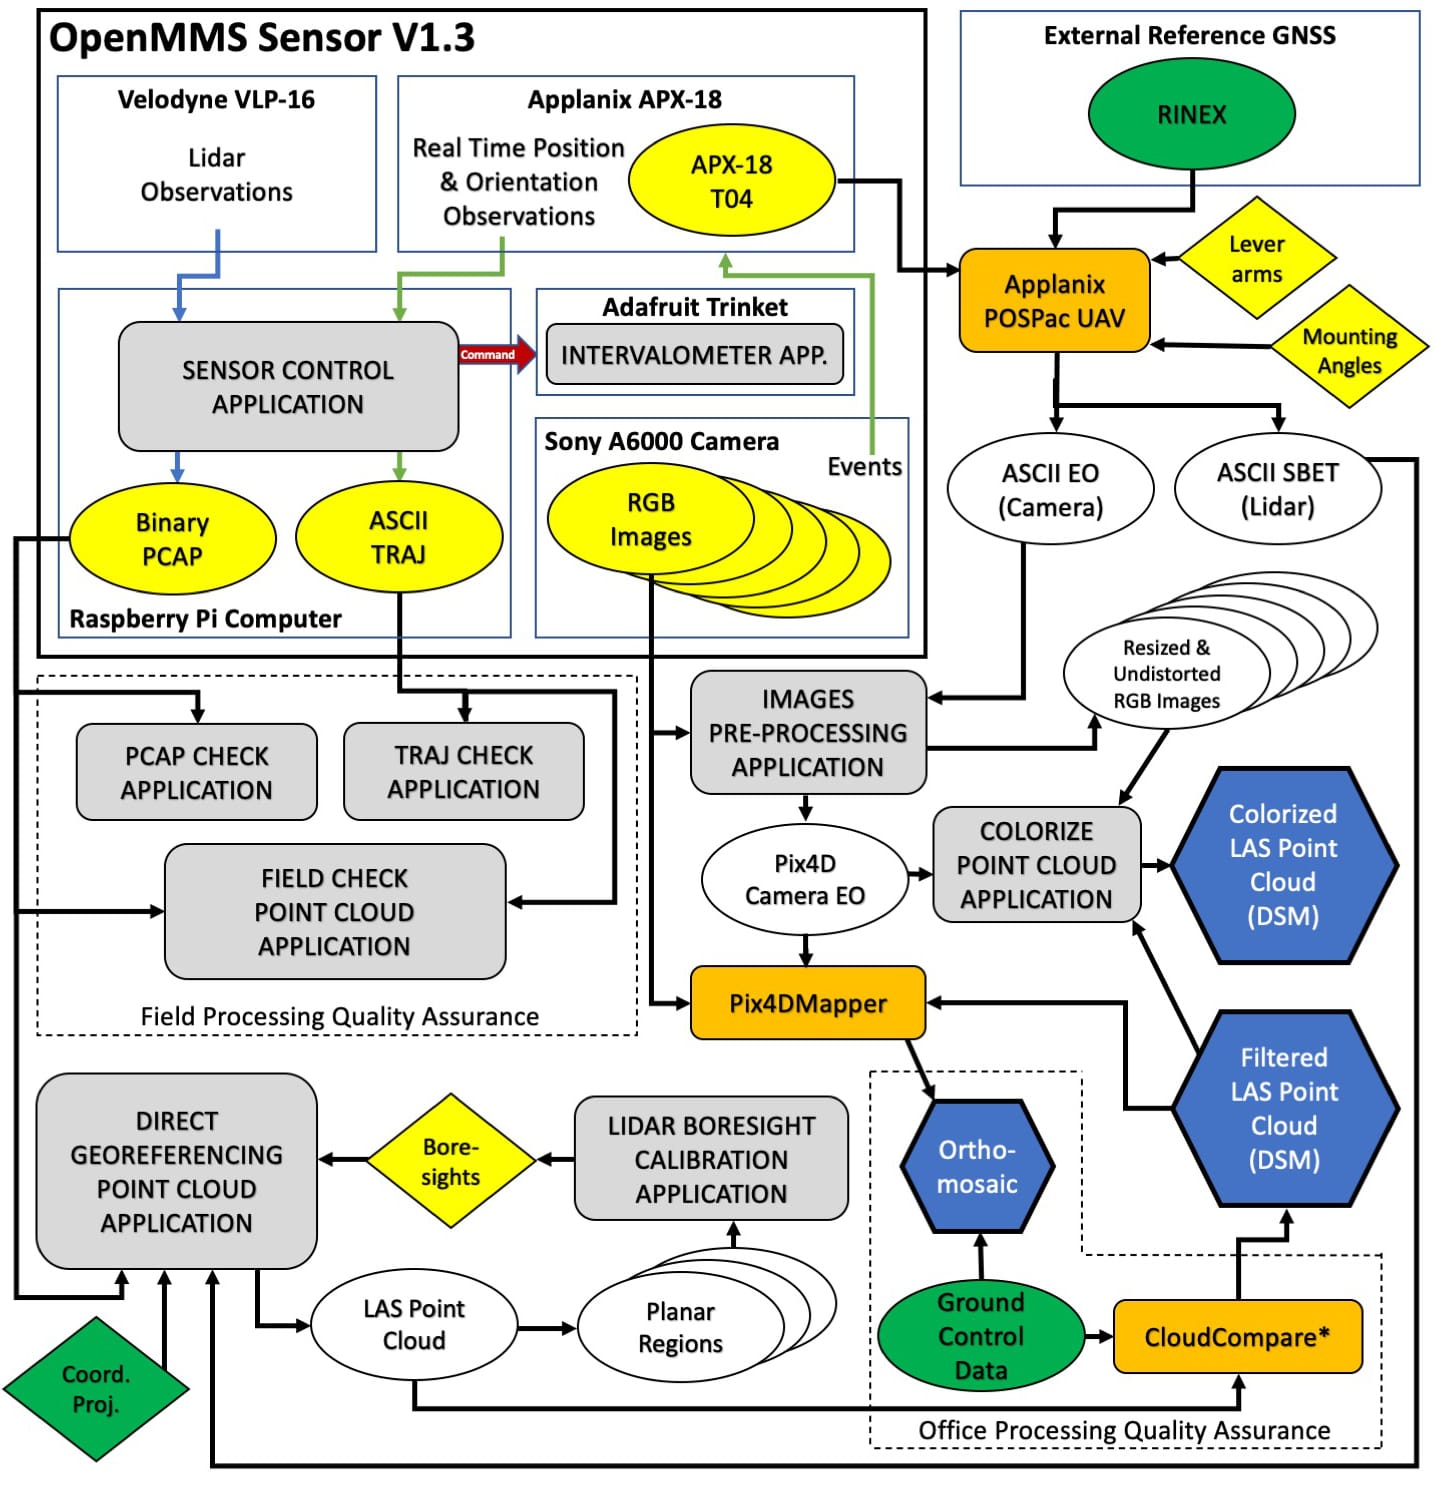 OpenMMS Sensor V1.3
External Reference GNSS
RINEX
Velodyne VLP-16
Lidar
Observations
Applanix APX-18
Real Time Position
& Orientation
Observations
APX-18
T04
Lever
arms
Applanix
POSPac UAV
Mounting
Angles
SENSOR CONTROL
APPLICATION
Command
Adafruit Trinket
INTERVALOMETER APP.
Sony A6000 Camera
Events
RGB
Images
Binary
PCAP
ASCII
TRAJ
Raspberry Pi Computer
ASCII EO
(Camera)
ASCII SBET
(Lidar)
Resized &
Undistorted
RGB Images
PCAP CHECK
APPLICATION
TRAJ CHECK
APPLICATION
FIELD CHECK
POINT CLOUD
APPLICATION
Field Processing Quality Assurance
IMAGES
PRE-PROCESSING
APPLICATION
Pix4D
Camera EO
COLORIZE
POINT CLOUD
APPLICATION
Colorized
LAS Point
Cloud
(DSM)
Pix4DMapper
Filtered
LAS Point
Cloud
(DSM)
DIRECT
GEOREFERENCING
POINT CLOUD
APPLICATION
Bore-
sights
LIDAR BORESIGHT
CALIBRATION
APPLICATION
Ortho-
mosaic
LAS Point
Cloud
Planar
Regions
Ground
Control
Data
CloudCompare*
Coord.
Proj.
Office Processing Quality Assurance